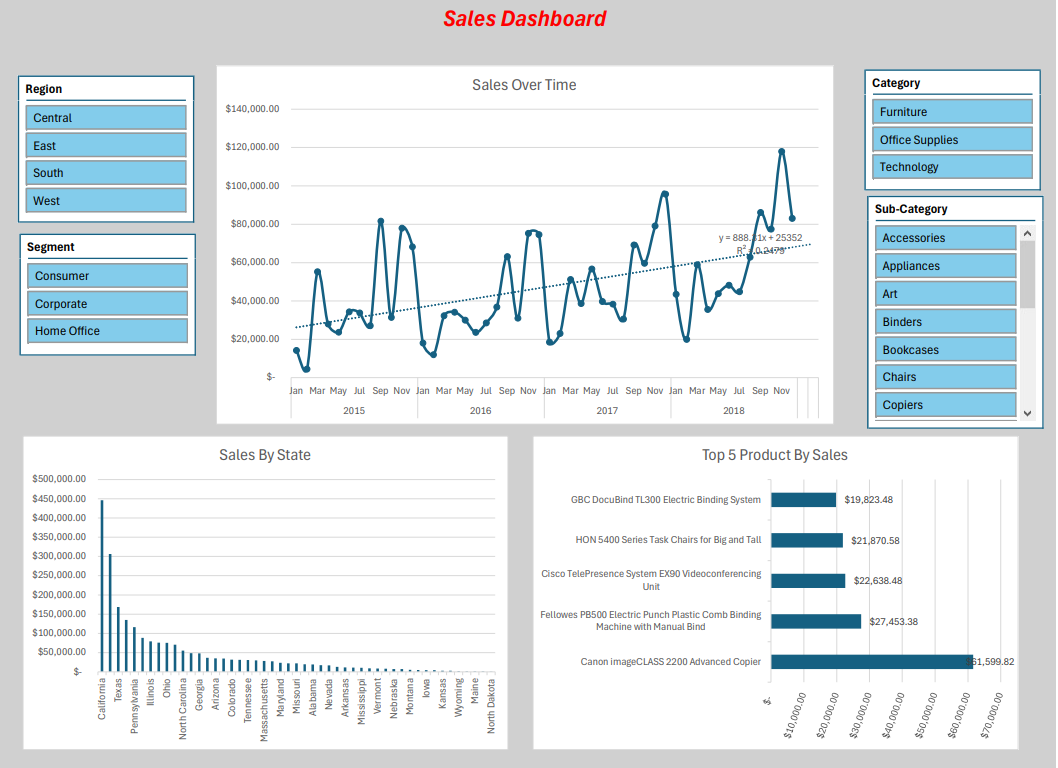 Sales Dashboard
Region
Central
East
South
West
Segment
Consumer
Corporate
Home Office
Sales Over Time
$140,000.00
$120,000.00
$100,000.00
$80,000.00
$60,000.00
$40,000.00
$20,000.00
$-
y = 888.81x + 25352
R² = 0.2473
Jan Mar May Jul Sep Nov Jan Mar May Jul Sep Nov Jan Mar May Jul Sep Nov Jan Mar May Jul Sep Nov
2015 2016 2017 2018
Category
Furniture
Office Supplies
Technology
Sub-Category
Accessories
Appliances
Art
Binders
Bookcases
Chairs
Copiers
Sales By State
$500,000.00
$450,000.00
$400,000.00
$350,000.00
$300,000.00
$250,000.00
$200,000.00
$150,000.00
$100,000.00
$50,000.00
$-
California
Texas
Pennsylvania
Illinois
Ohio
North Carolina
Georgia
Arizona
Colorado
Tennessee
Massachusetts
Maryland
Missouri
Alabama
Nevada
Arkansas
Mississippi
Vermont
Nebraska
Montana
Iowa
Kansas
Wyoming
Maine
North Dakota
Top 5 Product By Sales
GBC DocuBind TL300 Electric Binding System
$19,823.48
HON 5400 Series Task Chairs for Big and Tall
$21,870.58
Cisco TelePresence System EX90 Videoconferencing
Unit
$22,638.48
Fellowes PB500 Electric Punch Plastic Comb Binding
Machine with Manual Bind
$27,453.38
Canon imageCLASS 2200 Advanced Copier
$61,599.82
$-
$10,000.00
$20,000.00
$30,000.00
$40,000.00
$50,000.00
$60,000.00
$70,000.00